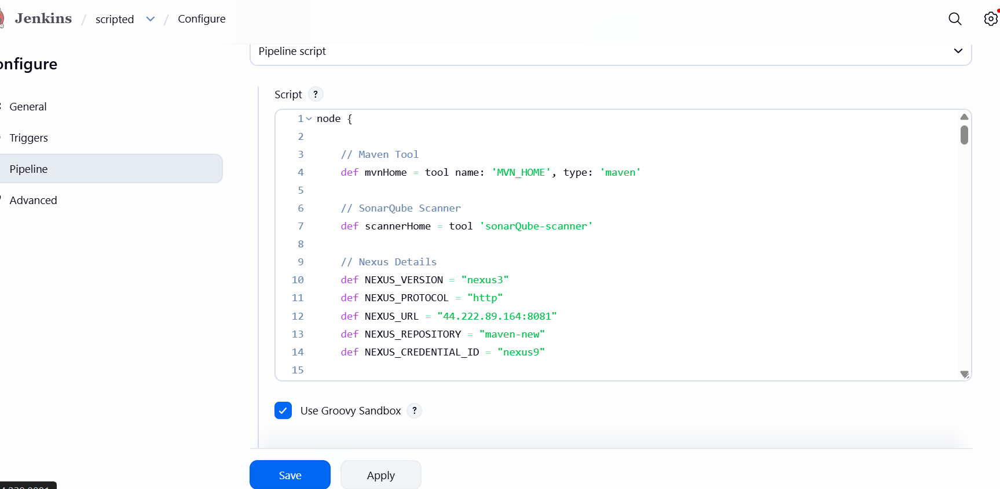 Jenkins / scripted / Configure
Pipeline script
onfigure
General
Triggers
Pipeline
Advanced
Script ?
1 node {
2
3 // Maven Tool
4 def mvnHome = tool name: 'MVN_HOME', type: 'maven'
5
6 // SonarQube Scanner
7 def scannerHome = tool 'sonarQube-scanner'
8
9 // Nexus Details
10 def NEXUS_VERSION = "nexus3"
11 def NEXUS_PROTOCOL = "http"
12 def NEXUS_URL = "44.222.89.164:8081"
13 def NEXUS_REPOSITORY = "maven-new"
14 def NEXUS_CREDENTIAL_ID = "nexus9"
15
Use Groovy Sandbox ?
Save Apply